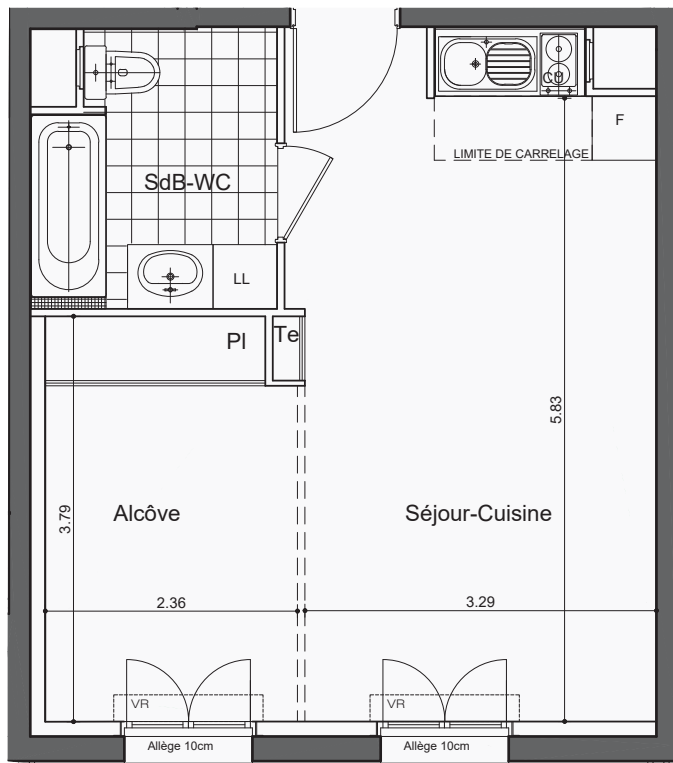 CU
F
LIMITE DE CARRELAGE
SdB-WC
LL
Pl
Te
5.83
3.79
Alcôve
Séjour-Cuisine
2.36
3.29
VR
VR
Allège 10cm
Allège 10cm